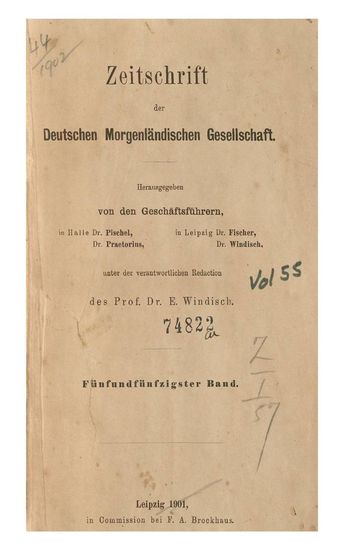 44
1902
Zeitschrift
der
Deutschen Morgenländischen Gesellschaft.
Herausgegeben
von den Geschäftsführern,
in Halle Dr. Pischel, in Leipzig Dr. Fischer,
Dr. Praetorius, Dr. Windisch,
unter der verantwortlichen Redaction
Vol 55
des Prof. Dr. E. Windisch.
74822
Fünfundfünfzigster Band.
Leipzig 1901,
in Commission bei F. A. Brockhaus.